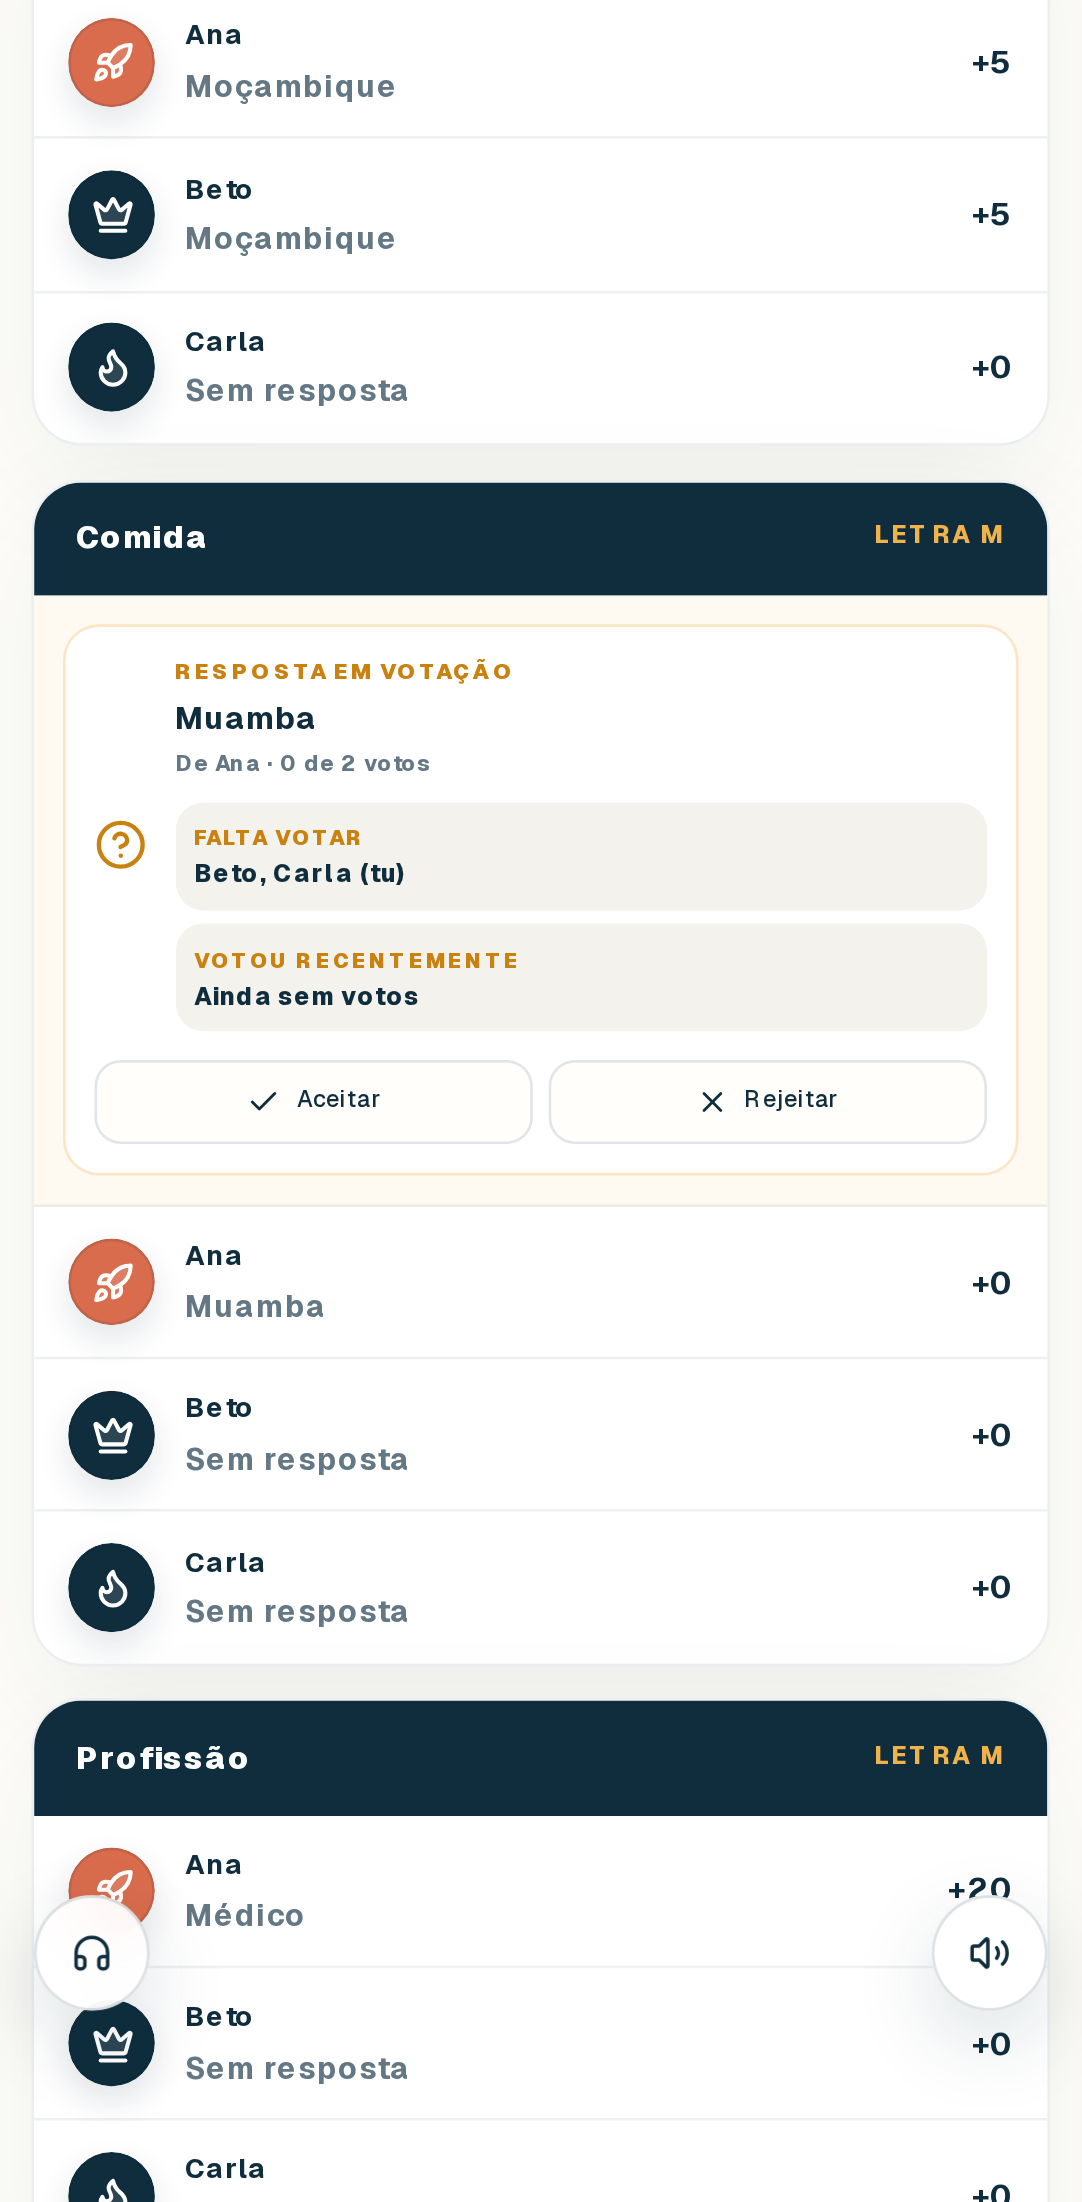 Ana
Moçambique
+5
Beto
Moçambique
+5
Carla
Sem resposta
+0
Comida
LETRA M
RESPOSTA EM VOTAÇÃO
Muamba
De Ana · 0 de 2 votos
FALTA VOTAR
Beto, Carla (tu)
VOTOU RECENTEMENTE
Ainda sem votos
Aceitar
Rejeitar
Ana
Muamba
+0
Beto
Sem resposta
+0
Carla
Sem resposta
+0
Profissão
LETRA M
Ana
Médico
+20
Beto
Sem resposta
+0
Carla
+0